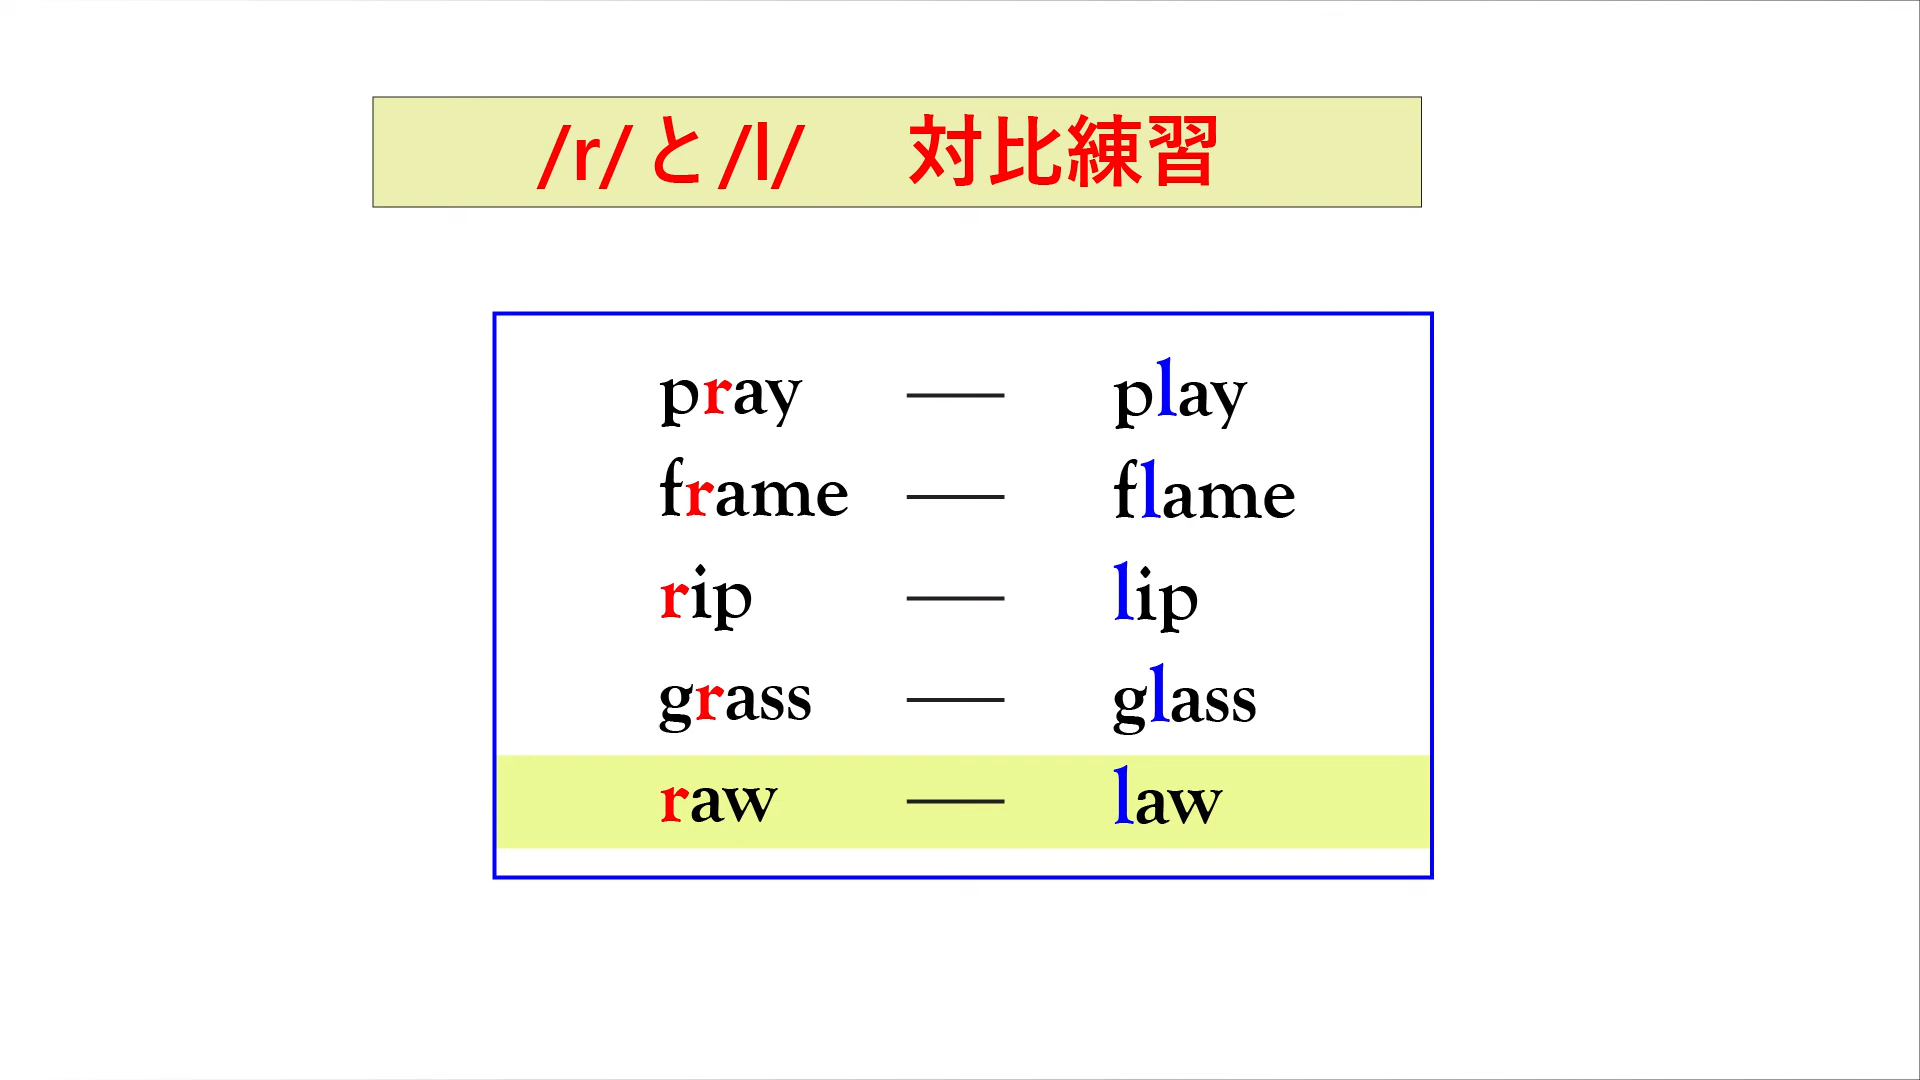 /r/と/l/　対比練習
pray — play
frame — flame
rip — lip
grass — glass
raw — law